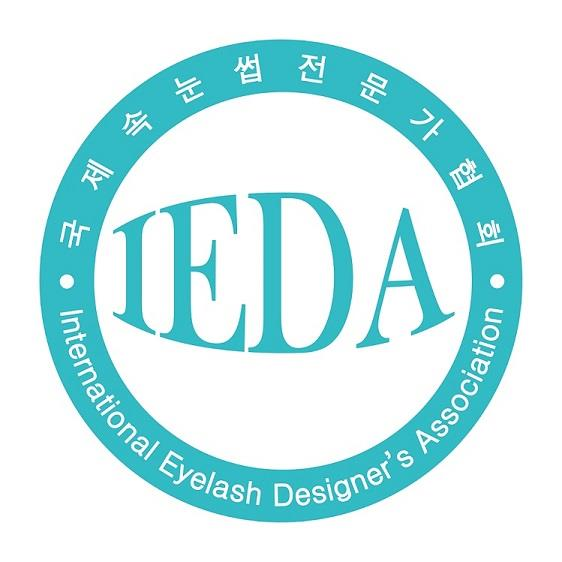 국제속눈썹전문가협회
IEDA
International Eyelash Designer's Association